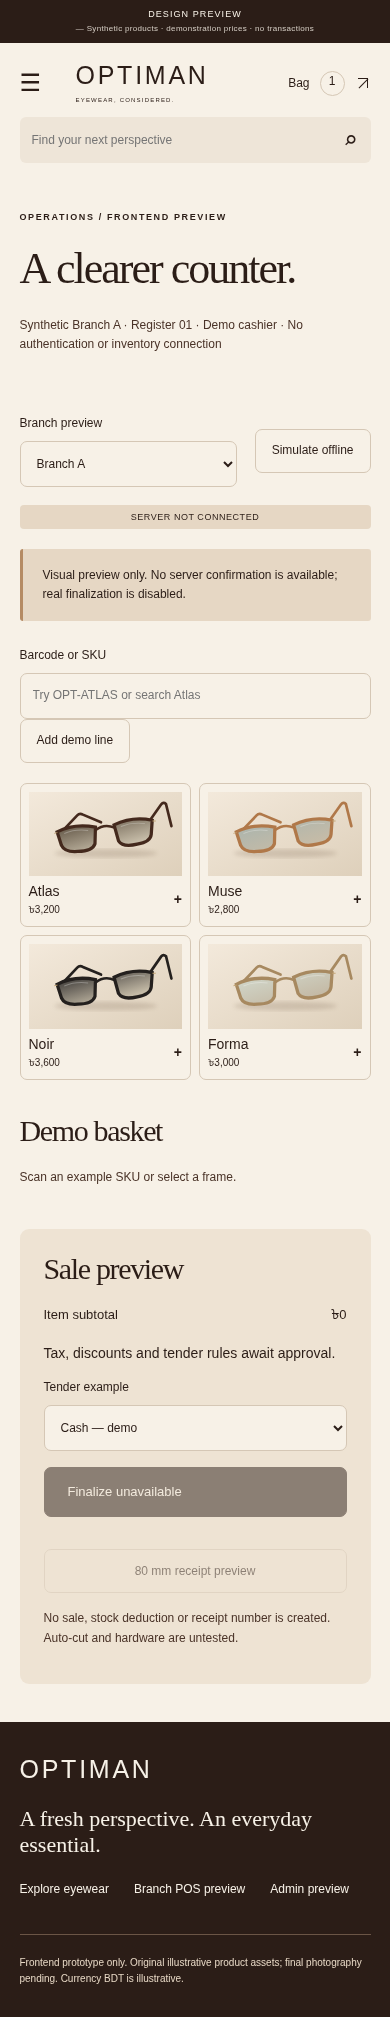 DESIGN PREVIEW
— Synthetic products · demonstration prices · no transactions
OPTIMAN
EYEWEAR, CONSIDERED.
Bag 1
Find your next perspective
OPERATIONS / FRONTEND PREVIEW
A clearer counter.
Synthetic Branch A · Register 01 · Demo cashier · No
authentication or inventory connection
Branch preview
Branch A
Simulate offline
SERVER NOT CONNECTED
Visual preview only. No server confirmation is available;
real finalization is disabled.
Barcode or SKU
Try OPT-ATLAS or search Atlas
Add demo line
Atlas
৳3,200
+
Muse
৳2,800
+
Noir
৳3,600
+
Forma
৳3,000
+
Demo basket
Scan an example SKU or select a frame.
Sale preview
Item subtotal ৳0
Tax, discounts and tender rules await approval.
Tender example
Cash — demo
Finalize unavailable
80 mm receipt preview
No sale, stock deduction or receipt number is created.
Auto-cut and hardware are untested.
OPTIMAN
A fresh perspective. An everyday
essential.
Explore eyewear Branch POS preview Admin preview
Frontend prototype only. Original illustrative product assets; final photography
pending. Currency BDT is illustrative.